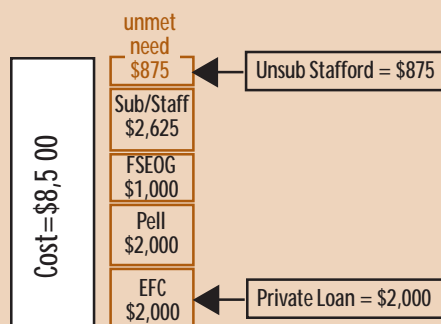 unmet
need
$875
Unsub Stafford = $875
Sub/Staff
$2,625
Cost=$8,5 00
FSEOG
$1,000
Pell
$2,000
EFC
$2,000
Private Loan = $2,000